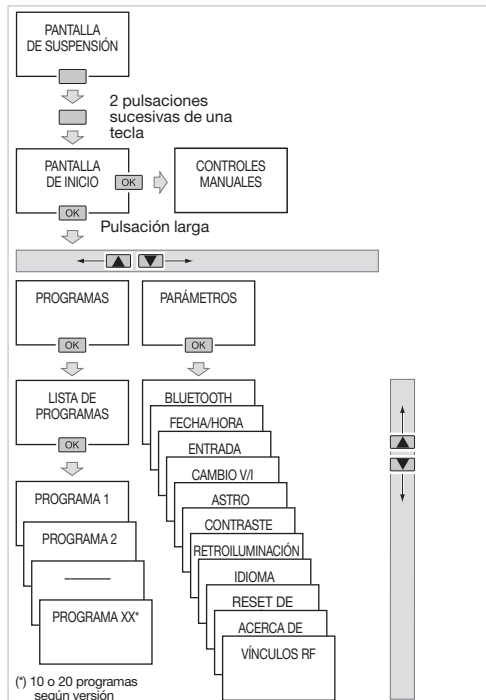 PANTALLA
DE SUSPENSIÓN
2 pulsaciones
sucesivas de una
tecla
PANTALLA
DE INICIO
OK
CONTROLES
MANUALES
OK
Pulsación larga
PROGRAMAS
OK
PARÁMETROS
OK
LISTA DE
PROGRAMAS
OK
PROGRAMA 1
PROGRAMA 2
PROGRAMA XX*
(*) 10 o 20 programas
según versión
BLUETOOTH
FECHA/HORA
ENTRADA
CAMBIO V/I
ASTRO
CONTRASTE
RETROILUMINACIÓN
IDIOMA
RESET DE
ACERCA DE
VÍNCULOS RF